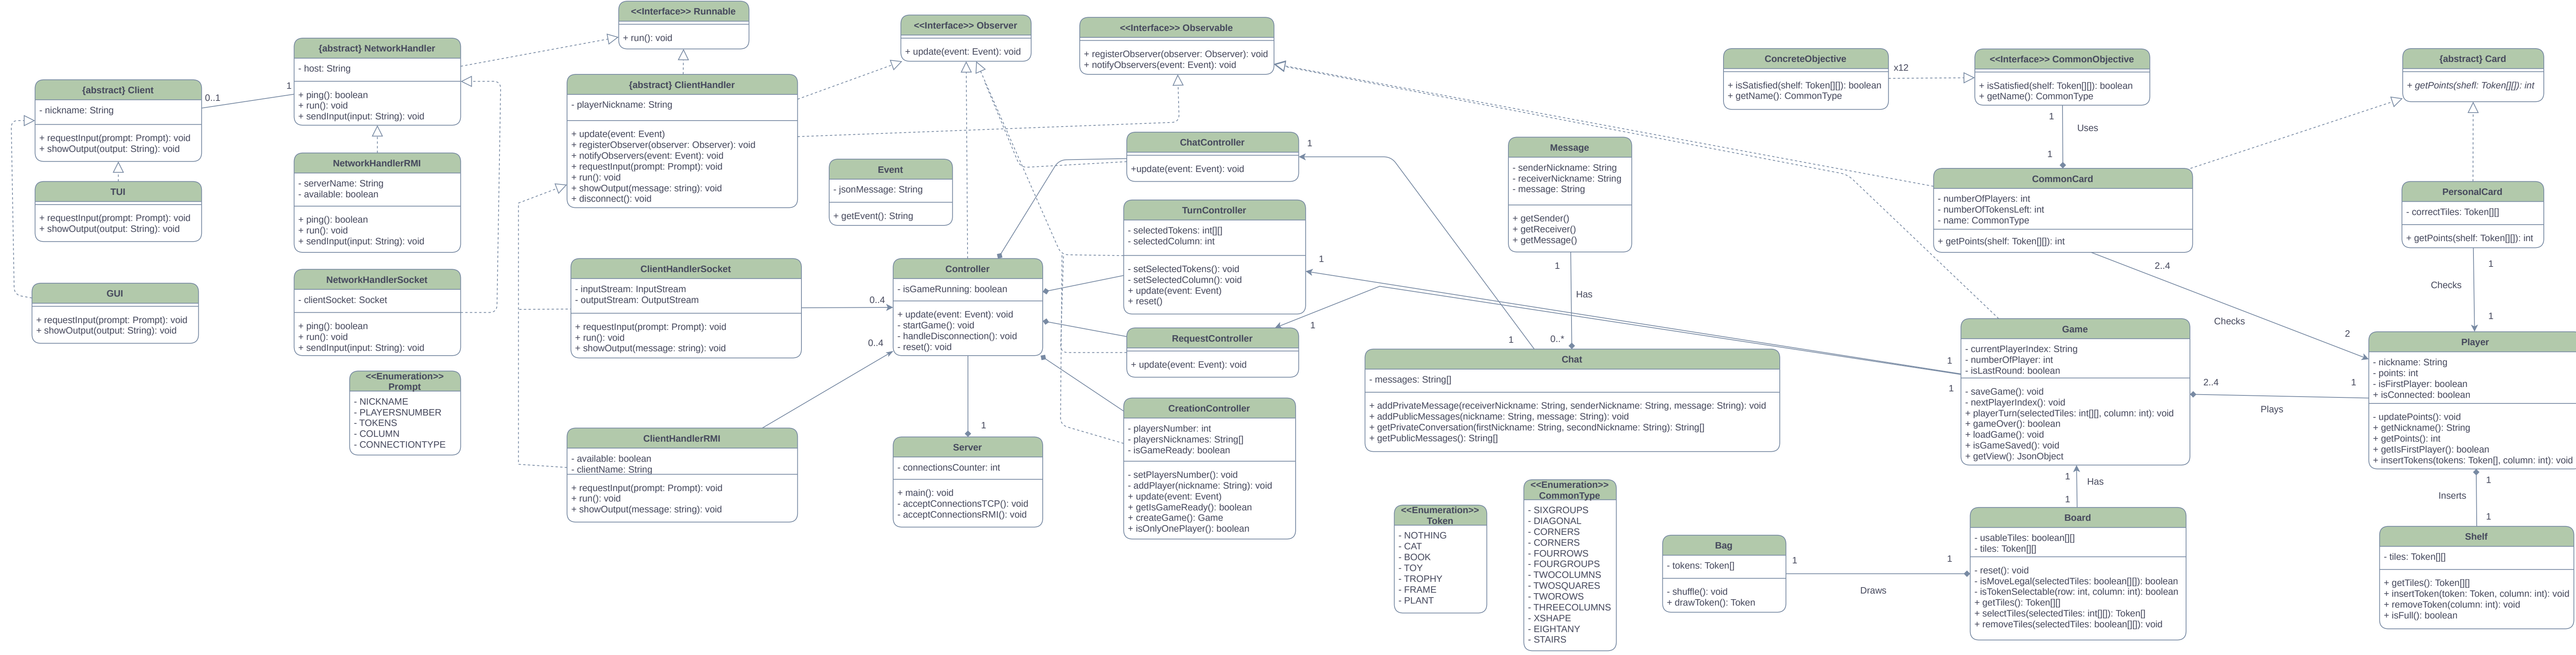 <<Interface>> Runnable
+ run(): void
<<Interface>> Observer
+ update(event: Event): void
<<Interface>> Observable
+ registerObserver(observer: Observer): void
+ notifyObservers(event: Event): void
{abstract} NetworkHandler
- host: String
+ ping(): boolean
+ run(): void
+ sendInput(input: String): void
{abstract} Client
- nickname: String
+ requestInput(prompt: Prompt): void
+ showOutput(output: String): void
0..1
1
TUI
+ requestInput(prompt: Prompt): void
+ showOutput(output: String): void
GUI
+ requestInput(prompt: Prompt): void
+ showOutput(output: String): void
NetworkHandlerRMI
- serverName: String
- available: boolean
+ ping(): boolean
+ run(): void
+ sendInput(input: String): void
NetworkHandlerSocket
- clientSocket: Socket
+ ping(): boolean
+ run(): void
+ sendInput(input: String): void
<<Enumeration>>
Prompt
- NICKNAME
- PLAYERSNUMBER
- TOKENS
- COLUMN
- CONNECTIONTYPE
{abstract} ClientHandler
- playerNickname: String
+ update(event: Event)
+ registerObserver(observer: Observer): void
+ notifyObservers(event: Event): void
+ requestInput(prompt: Prompt): void
+ run(): void
+ showOutput(message: string): void
+ disconnect(): void
ClientHandlerSocket
- inputStream: InputStream
- outputStream: OutputStream
+ requestInput(prompt: Prompt): void
+ run(): void
+ showOutput(message: string): void
0..4
0..4
ClientHandlerRMI
- available: boolean
- clientName: String
+ requestInput(prompt: Prompt): void
+ run(): void
+ showOutput(message: string): void
Event
- jsonMessage: String
+ getEvent(): String
Controller
- isGameRunning: boolean
+ update(event: Event): void
- startGame(): void
- handleDisconnection(): void
- reset(): void
1
Server
- connectionsCounter: int
+ main(): void
- acceptConnectionsTCP(): void
- acceptConnectionsRMI(): void
ChatController
+update(event: Event): void
1
TurnController
- selectedTokens: int[][]
- selectedColumn: int
- setSelectedTokens(): void
- setSelectedColumn(): void
+ update(event: Event)
+ reset()
1
RequestController
+ update(event: Event): void
1
CreationController
- playersNumber: int
- playersNicknames: String[]
- isGameReady: boolean
- setPlayersNumber(): void
- addPlayer(nickname: String): void
+ update(event: Event)
+ getIsGameReady(): boolean
+ createGame(): Game
+ isOnlyOnePlayer(): boolean
Message
- senderNickname: String
- receiverNickname: String
- message: String
+ getSender()
+ getReceiver()
+ getMessage()
1
Has
1
0..*
Chat
- messages: String[]
+ addPrivateMessage(receiverNickname: String, senderNickname: String, message: String): void
+ addPublicMessages(nickname: String, message: String): void
+ getPrivateConversation(firstNickname: String, secondNickname: String): String[]
+ getPublicMessages(): String[]
<<Enumeration>>
Token
- NOTHING
- CAT
- BOOK
- TOY
- TROPHY
- FRAME
- PLANT
<<Enumeration>>
CommonType
- SIXGROUPS
- DIAGONAL
- CORNERS
- CORNERS
- FOURROWS
- FOURGROUPS
- TWOCOLUMNS
- TWOSQUARES
- TWOROWS
- THREECOLUMNS
- XSHAPE
- EIGHTANY
- STAIRS
ConcreteObjective
+ isSatisfied(shelf: Token[][]): boolean
+ getName(): CommonType
x12
<<Interface>> CommonObjective
+ isSatisfied(shelf: Token[][]): boolean
+ getName(): CommonType
1
Uses
1
CommonCard
- numberOfPlayers: int
- numberOfTokensLeft: int
- name: CommonType
+ getPoints(shelf: Token[][]): int
2..4
Checks
2
{abstract} Card
+ getPoints(shefl: Token[][]): int
PersonalCard
- correctTiles: Token[][]
+ getPoints(shelf: Token[][]): int
1
Checks
1
Game
- currentPlayerIndex: String
- numberOfPlayer: int
- isLastRound: boolean
- saveGame(): void
- nextPlayerIndex(): void
+ playerTurn(selectedTiles: int[][], column: int): void
+ gameOver(): boolean
+ loadGame(): void
+ isGameSaved(): void
+ getView(): JsonObject
1
1
2..4
1
Plays
Player
- nickname: String
- points: int
- isFirstPlayer: boolean
+ isConnected: boolean
- updatePoints(): void
+ getNickname(): String
+ getPoints(): int
+ getIsFirstPlayer(): boolean
+ insertTokens(tokens: Token[], column: int): void
1
Inserts
1
Shelf
- tiles: Token[][]
+ getTiles(): Token[][]
+ insertToken(token: Token, column: int): void
+ removeToken(column: int): void
+ isFull(): boolean
1
Has
1
Board
- usableTiles: boolean[][]
- tiles: Token[][]
- reset(): void
- isMoveLegal(selectedTiles: boolean[][]): boolean
- isTokenSelectable(row: int, column: int): boolean
+ getTiles(): Token[][]
+ selectTiles(selectedTiles: int[][]): Token[]
+ removeTiles(selectedTiles: boolean[][]): void
Bag
- tokens: Token[]
- shuffle(): void
+ drawToken(): Token
1
Draws
1